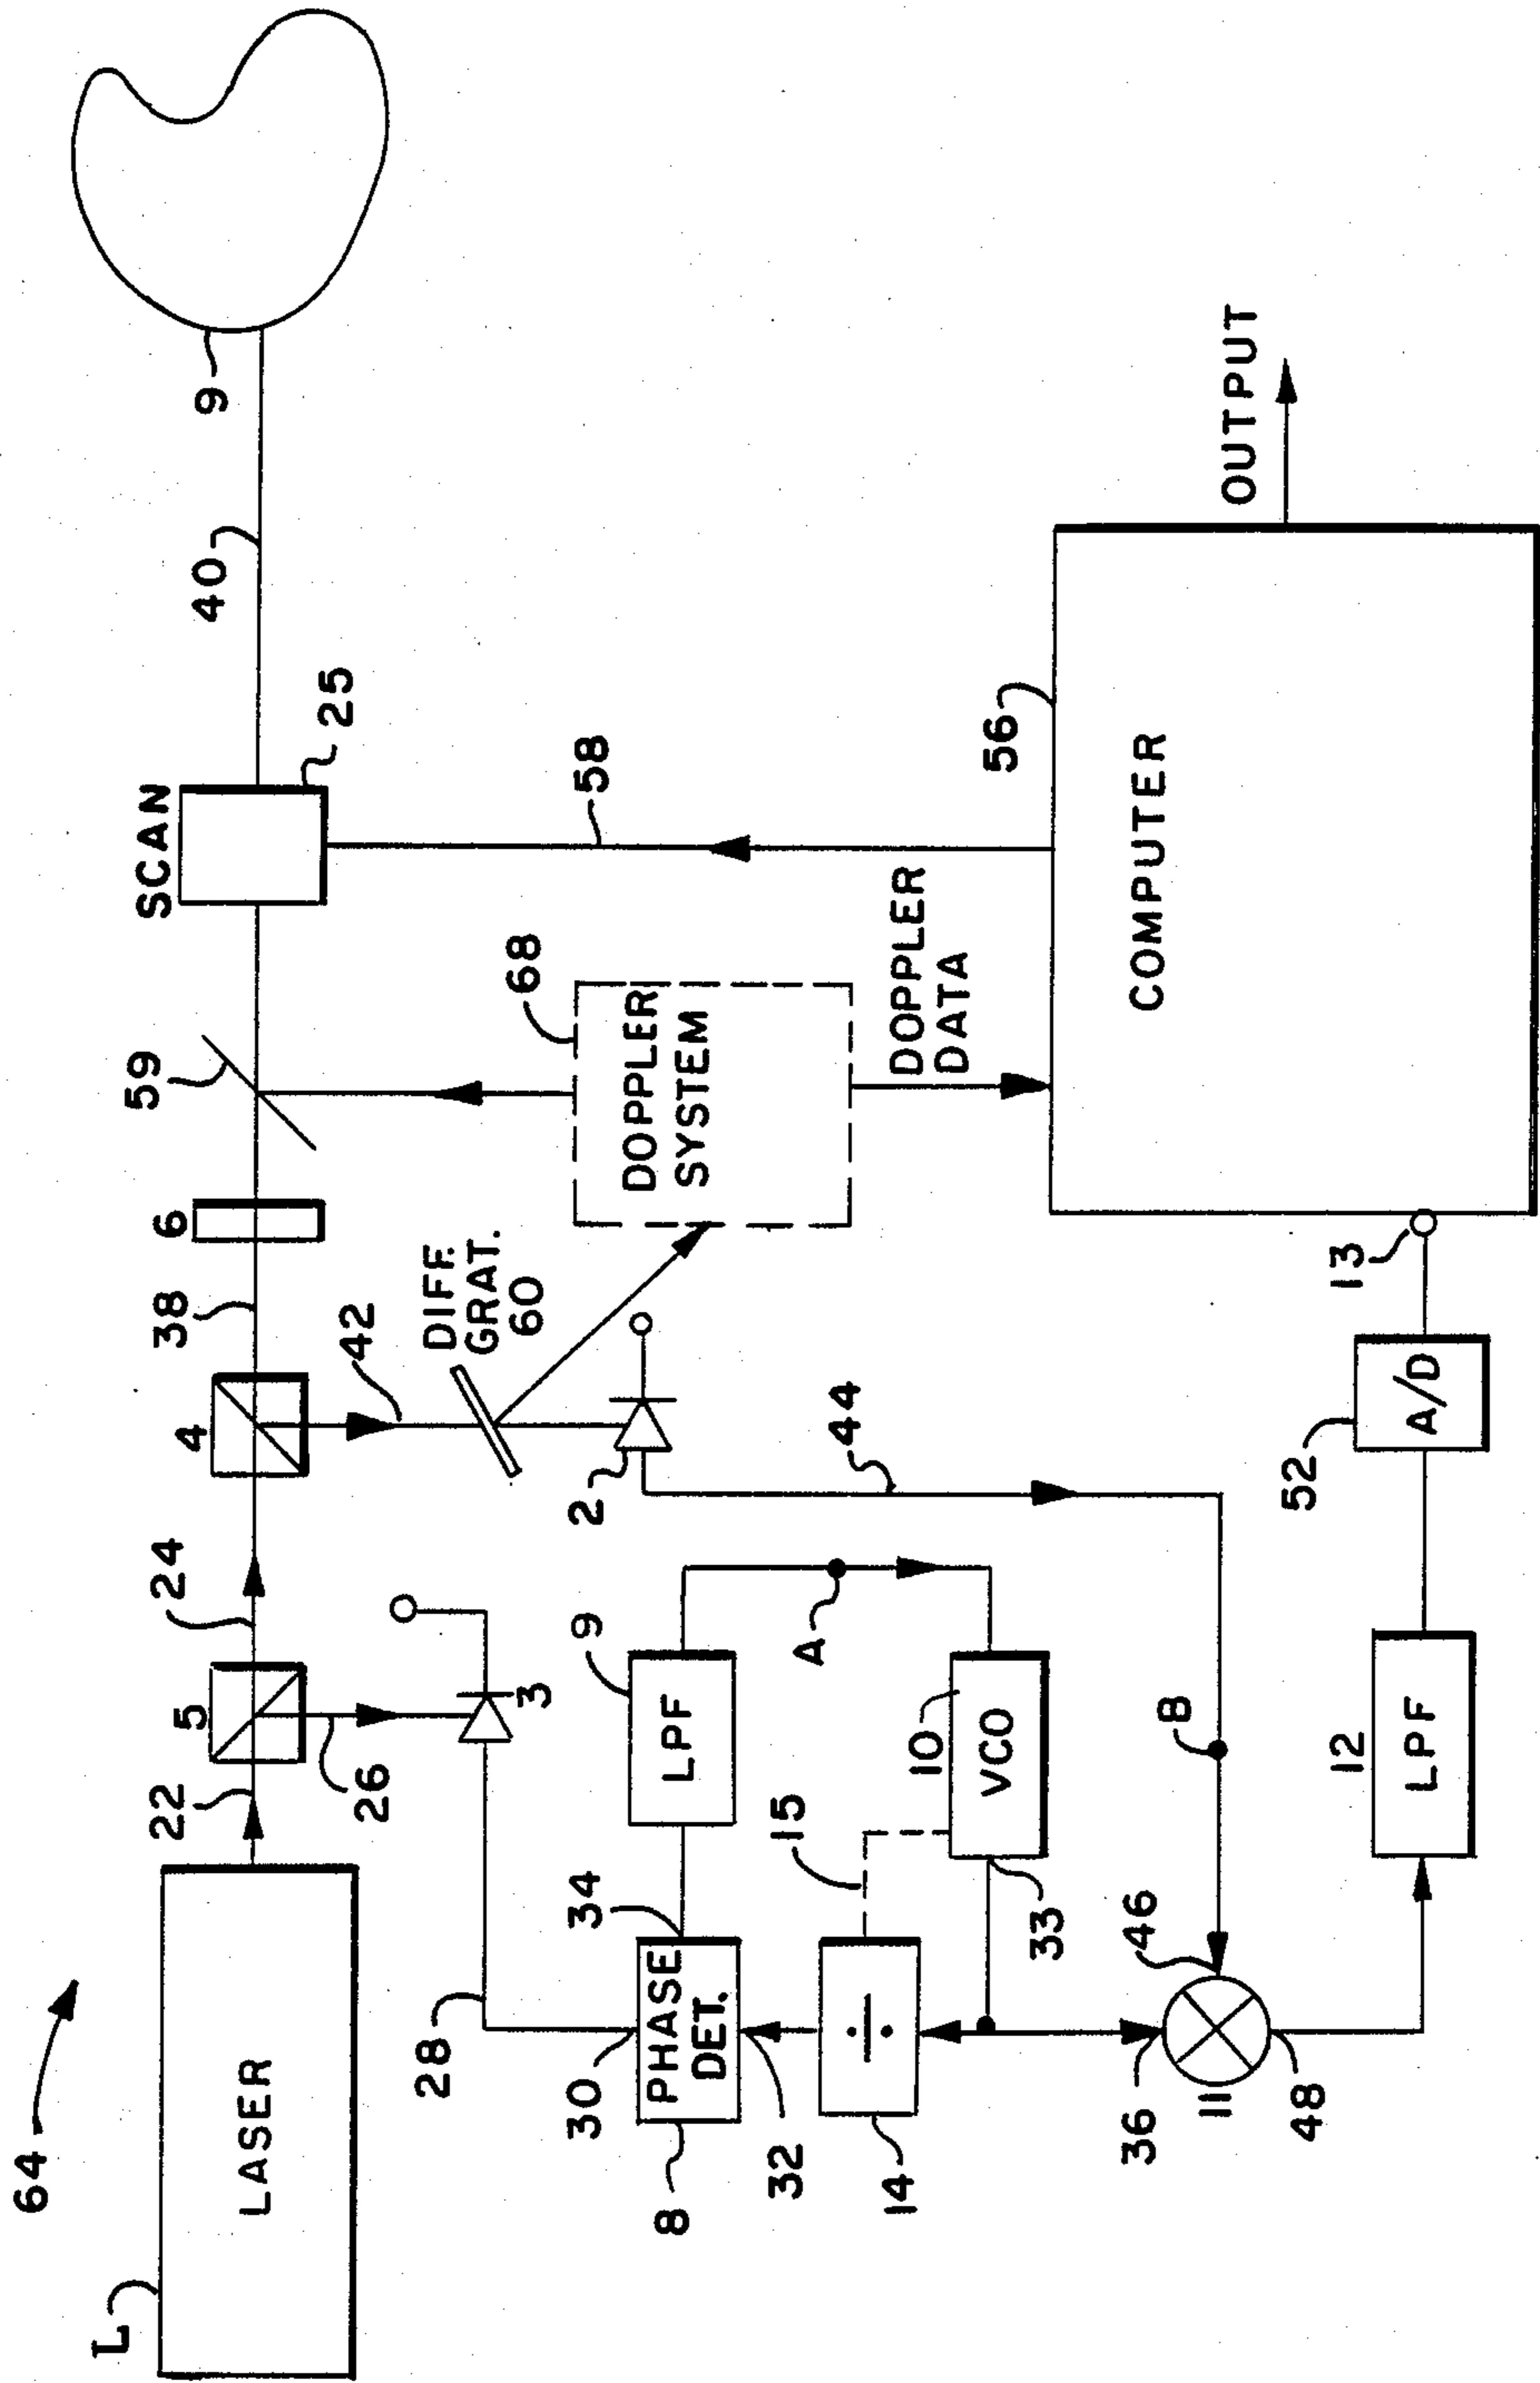 64
L
LASER
22
5
24
4
38
6
59
SCAN
25
40
9
26
28
3
42
DIFF.
GRAT.
60
68
DOPPLER
SYSTEM
58
30
PHASE
DET.
34
8
32
9
LPF
A
2
15
14
÷
10
VCO
33
44
DOPPLER
DATA
56
COMPUTER
OUTPUT
36
46
B
11
48
12
LPF
52
A/D
13